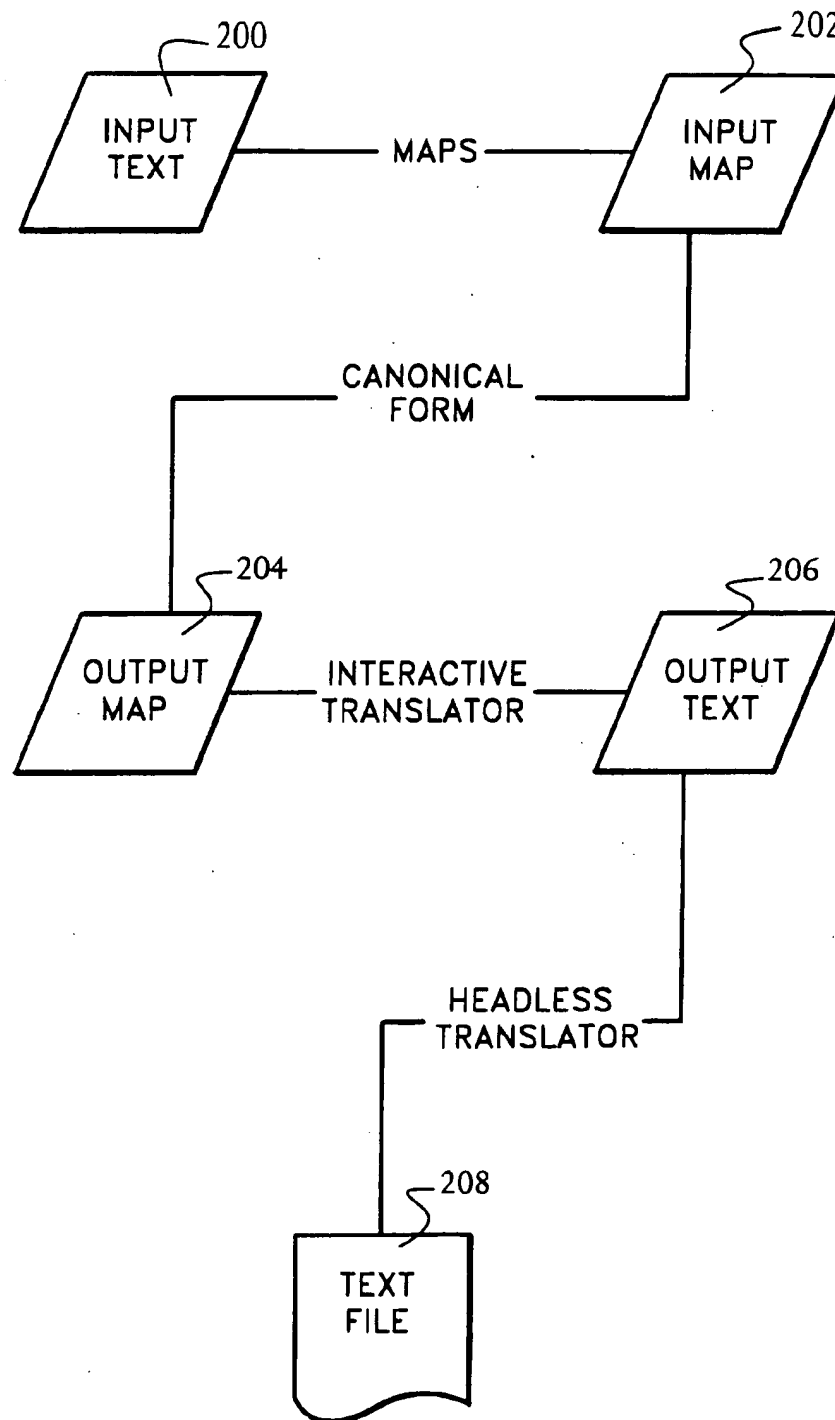 200
202
INPUT
TEXT
MAPS
INPUT
MAP
CANONICAL
FORM
204
206
OUTPUT
MAP
INTERACTIVE
TRANSLATOR
OUTPUT
TEXT
HEADLESS
TRANSLATOR
208
TEXT
FILE